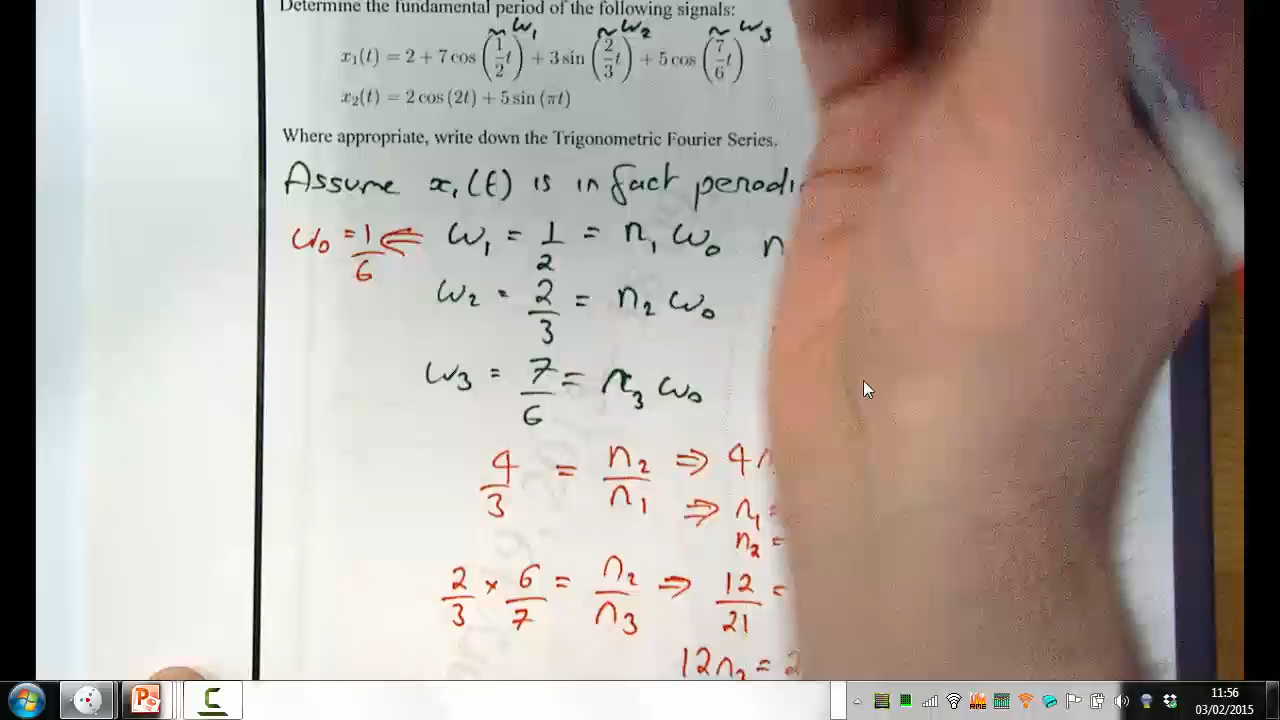 Determine the fundamental period of the following signals:
ω₁ ω₂ ω₃
x₁(t) = 2 + 7 cos (1/2 t) + 3 sin (2/3 t) + 5 cos (7/6 t)
x₂(t) = 2 cos (2t) + 5 sin (πt)
Where appropriate, write down the Trigonometric Fourier Series.
Assume x₁(t) is in fact periodi
ω₀ = 1/6 ⇐ ω₁ = 1/2 = n₁ ω₀ n
ω₂ = 2/3 = n₂ ω₀
ω₃ = 7/6 = n₃ ω₀
4/3 = n₂/n₁ ⇒ 4
⇒ n₁ =
n₂ =
2/3 × 6/7 = n₂/n₃ ⇒ 12/21 =
12n₃ = 2
11:56
03/02/2015